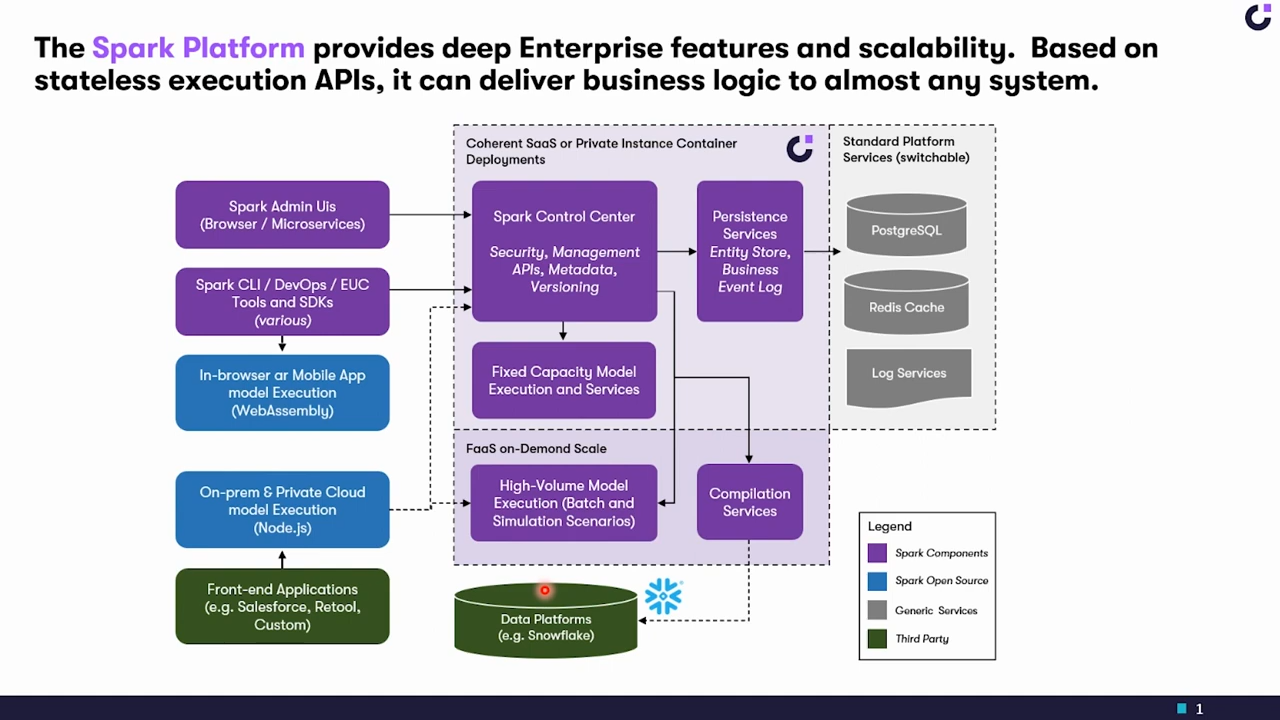 The Spark Platform provides deep Enterprise features and scalability. Based on
stateless execution APIs, it can deliver business logic to almost any system.
Coherent SaaS or Private Instance Container
Deployments
Standard Platform
Services (switchable)
Spark Admin Uis
(Browser / Microservices)
Spark Control Center
Security, Management
APIs, Metadata,
Versioning
Persistence
Services
Entity Store,
Business
Event Log
PostgreSQL
Redis Cache
Log Services
Spark CLI / DevOps / EUC
Tools and SDKs
(various)
In-browser ar Mobile App
model Execution
(WebAssembly)
Fixed Capacity Model
Execution and Services
FaaS on-Demand Scale
On-prem & Private Cloud
model Execution
(Node.js)
High-Volume Model
Execution (Batch and
Simulation Scenarios)
Compilation
Services
Front-end Applications
(e.g. Salesforce, Retool,
Custom)
Data Platforms
(e.g. Snowflake)
Legend
Spark Components
Spark Open Source
Generic Services
Third Party
1